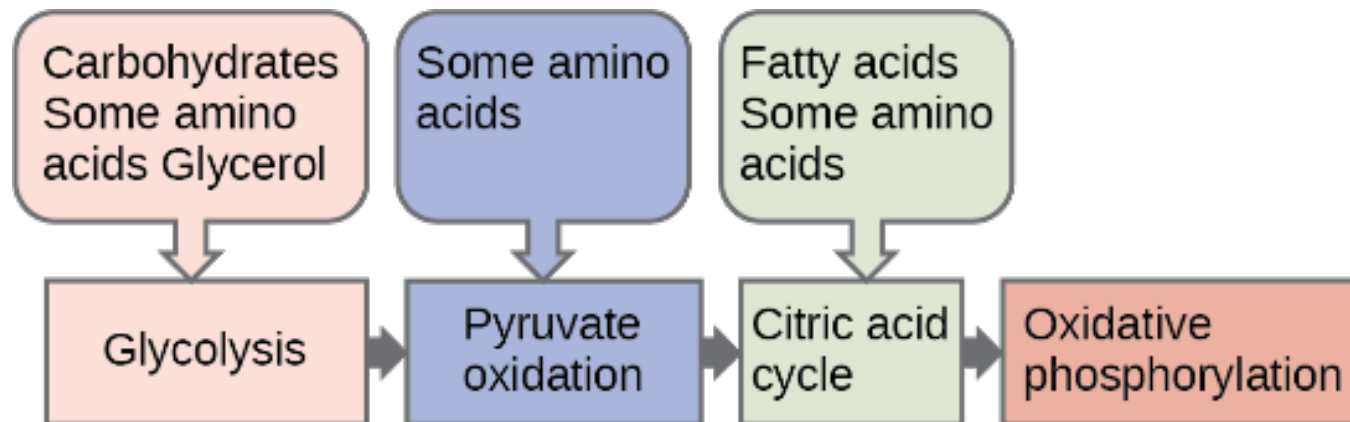 Carbohydrates
Some amino
acids Glycerol
Some amino
acids
Fatty acids
Some amino
acids
Glycolysis
Pyruvate
oxidation
Citric acid
cycle
Oxidative
phosphorylation